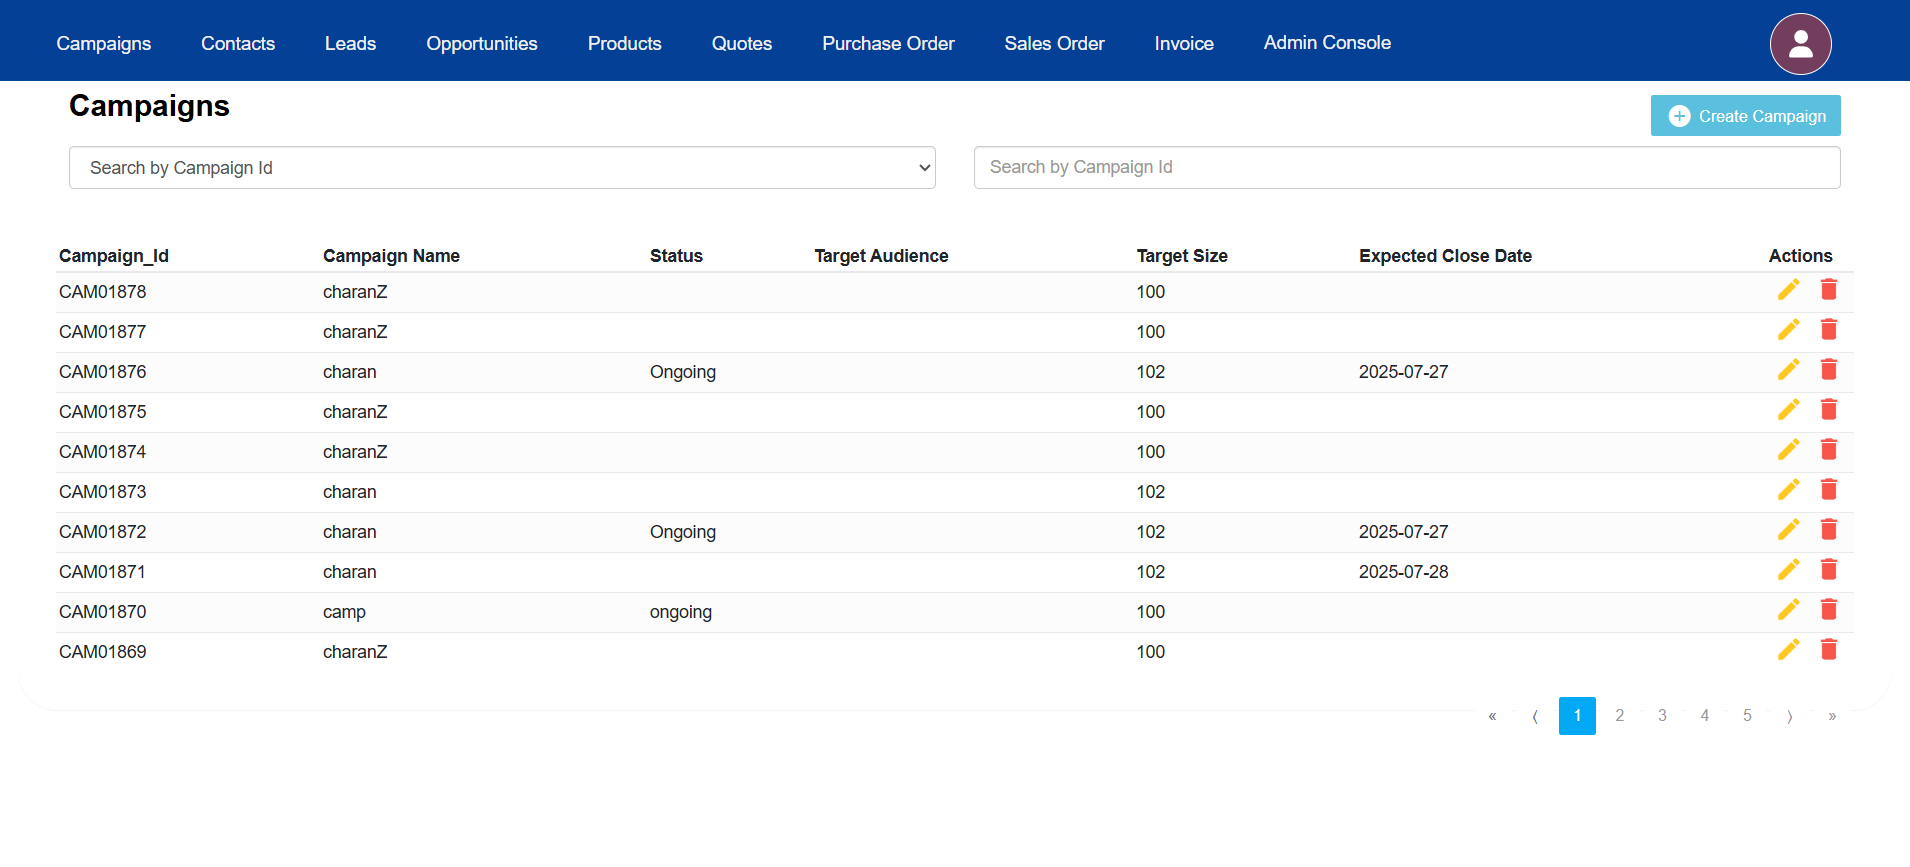 Campaigns Contacts Leads Opportunities Products Quotes Purchase Order Sales Order Invoice Admin Console
Campaigns
Create Campaign
Search by Campaign Id Search by Campaign Id
Campaign_Id Campaign Name Status Target Audience Target Size Expected Close Date Actions
CAM01878 charanZ 100
CAM01877 charanZ 100
CAM01876 charan Ongoing 102 2025-07-27
CAM01875 charanZ 100
CAM01874 charanZ 100
CAM01873 charan 102
CAM01872 charan Ongoing 102 2025-07-27
CAM01871 charan 102 2025-07-28
CAM01870 camp ongoing 100
CAM01869 charanZ 100
« ⟨ 1 2 3 4 5 ⟩ »